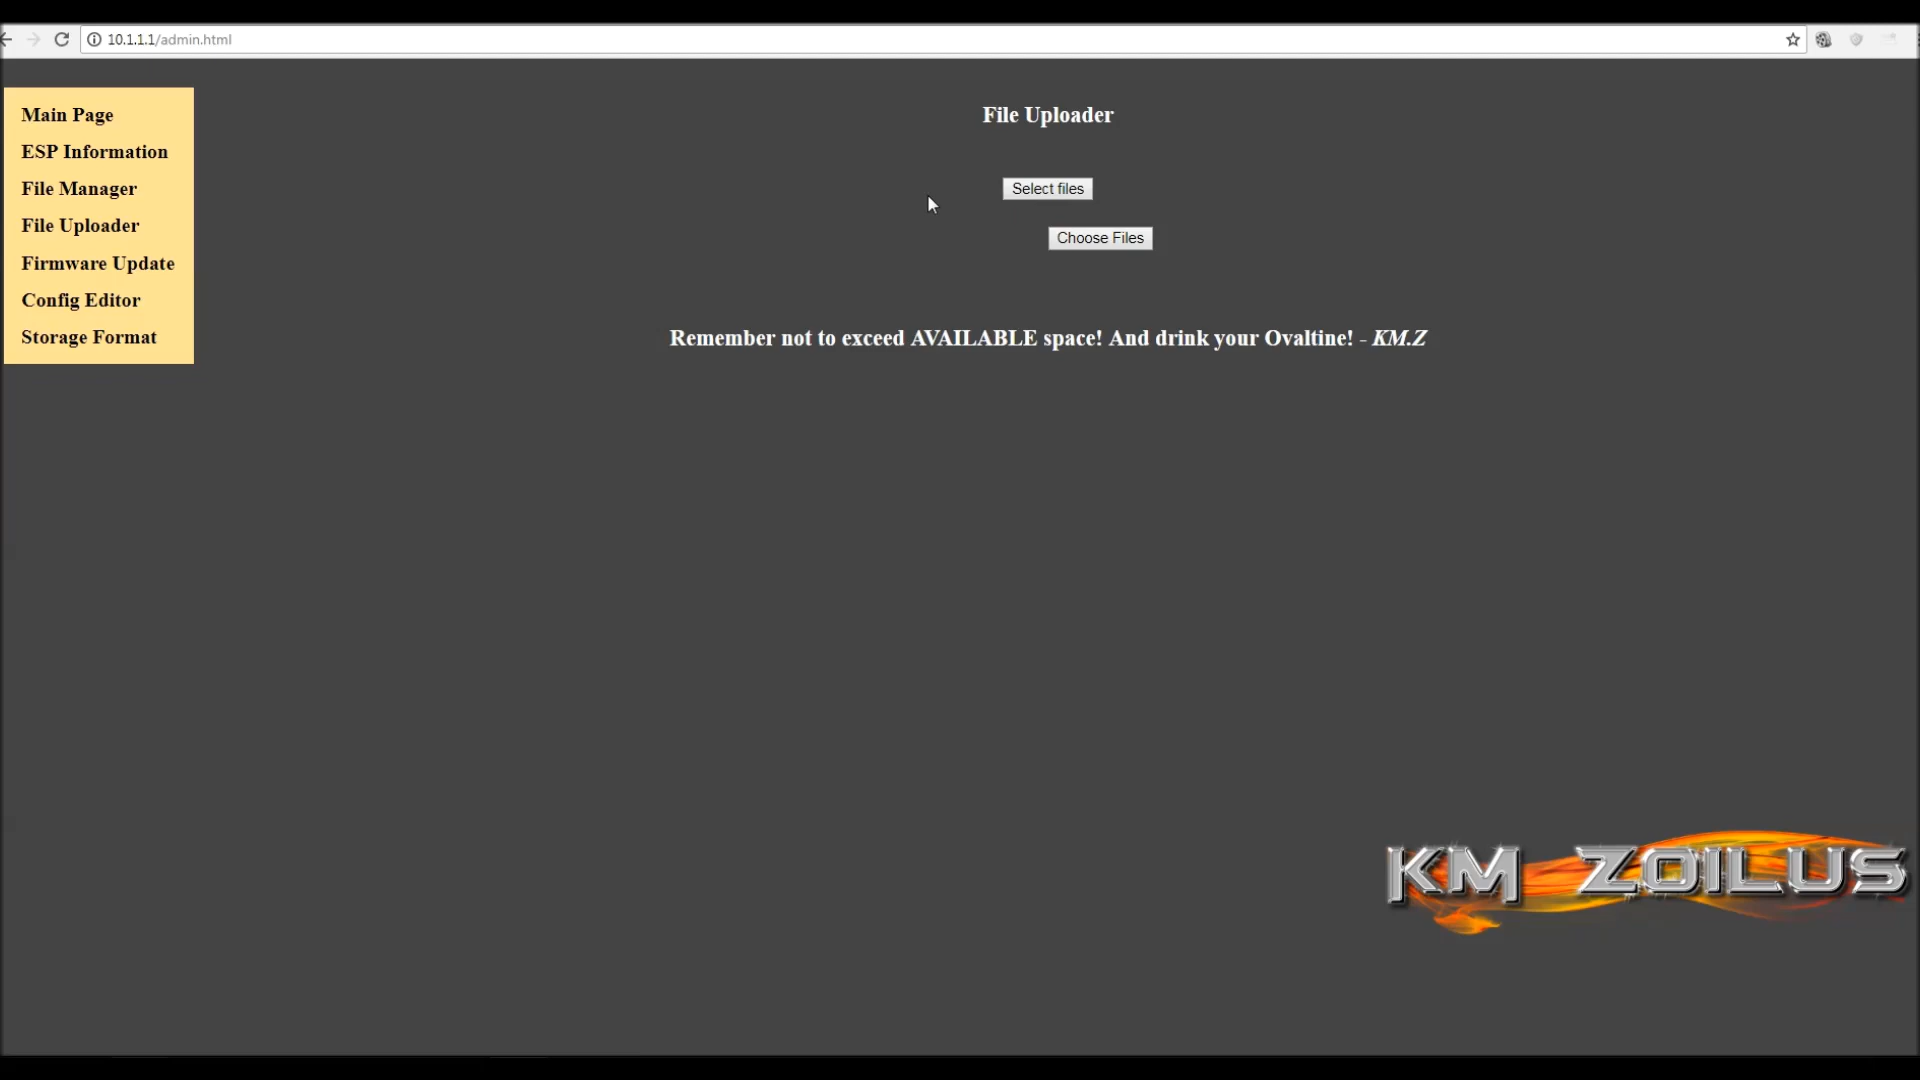 10.1.1.1/admin.html
Main Page
ESP Information
File Manager
File Uploader
Firmware Update
Config Editor
Storage Format
File Uploader
Select files
Choose Files
Remember not to exceed AVAILABLE space! And drink your Ovaltine! - KM.Z
KM ZOILUS